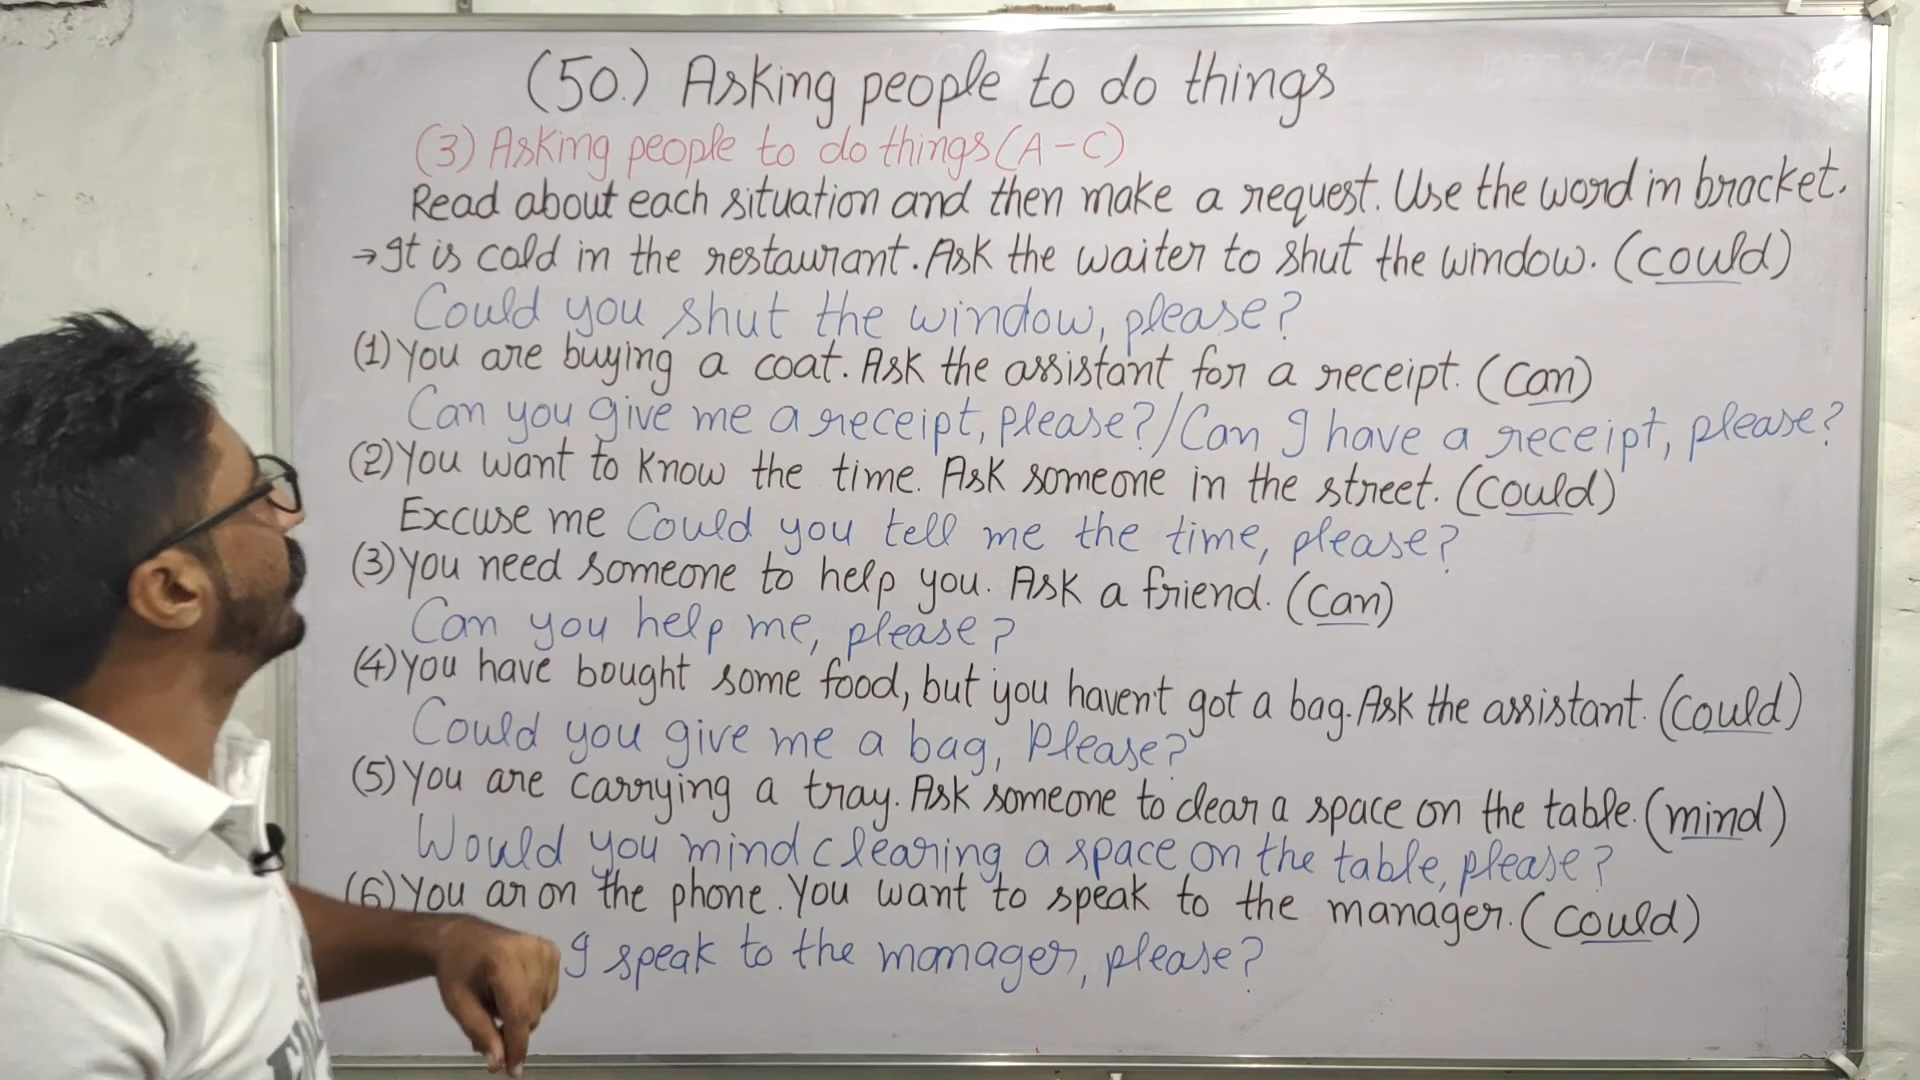 (50.) Asking people to do things
(3) Asking people to do things (A-C)
Read about each situation and then make a request. Use the word in bracket.
→It is cold in the restaurant. Ask the waiter to shut the window. (could)
Could you shut the window, please?
(1) You are buying a coat. Ask the assistant for a receipt. (can)
Can you give me a receipt, please?/Can I have a receipt, please?
(2) You want to know the time. Ask someone in the street. (could)
Excuse me Could you tell me the time, please?
(3) You need someone to help you. Ask a friend. (can)
Can you help me, please?
(4) You have bought some food, but you haven't got a bag. Ask the assistant. (could)
Could you give me a bag, Please?
(5) You are carrying a tray. Ask someone to clear a space on the table. (mind)
Would you mind clearing a space on the table, please?
(6) You ar on the phone. You want to speak to the manager. (could)
I speak to the manager, please?